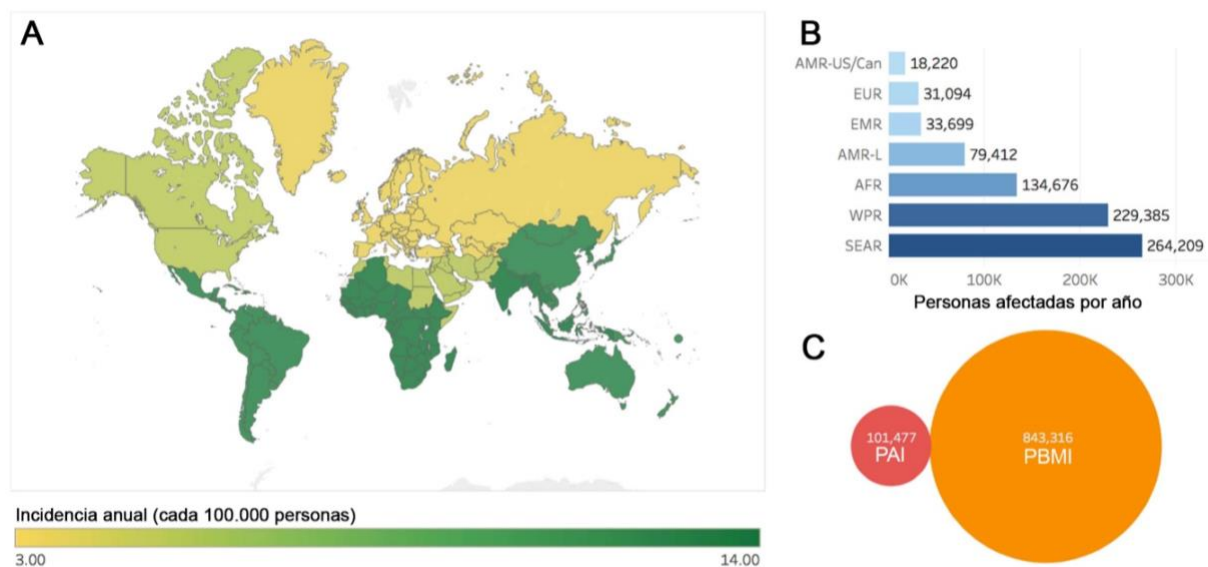 A
Incidencia anual (cada 100.000 personas)
3.00 14.00
B
AMR-US/Can 18,220
EUR 31,094
EMR 33,699
AMR-L 79,412
AFR 134,676
WPR 229,385
SEAR 264,209
0K 100K 200K 300K
Personas afectadas por año
C
101,477 843,316
PAI PBMI